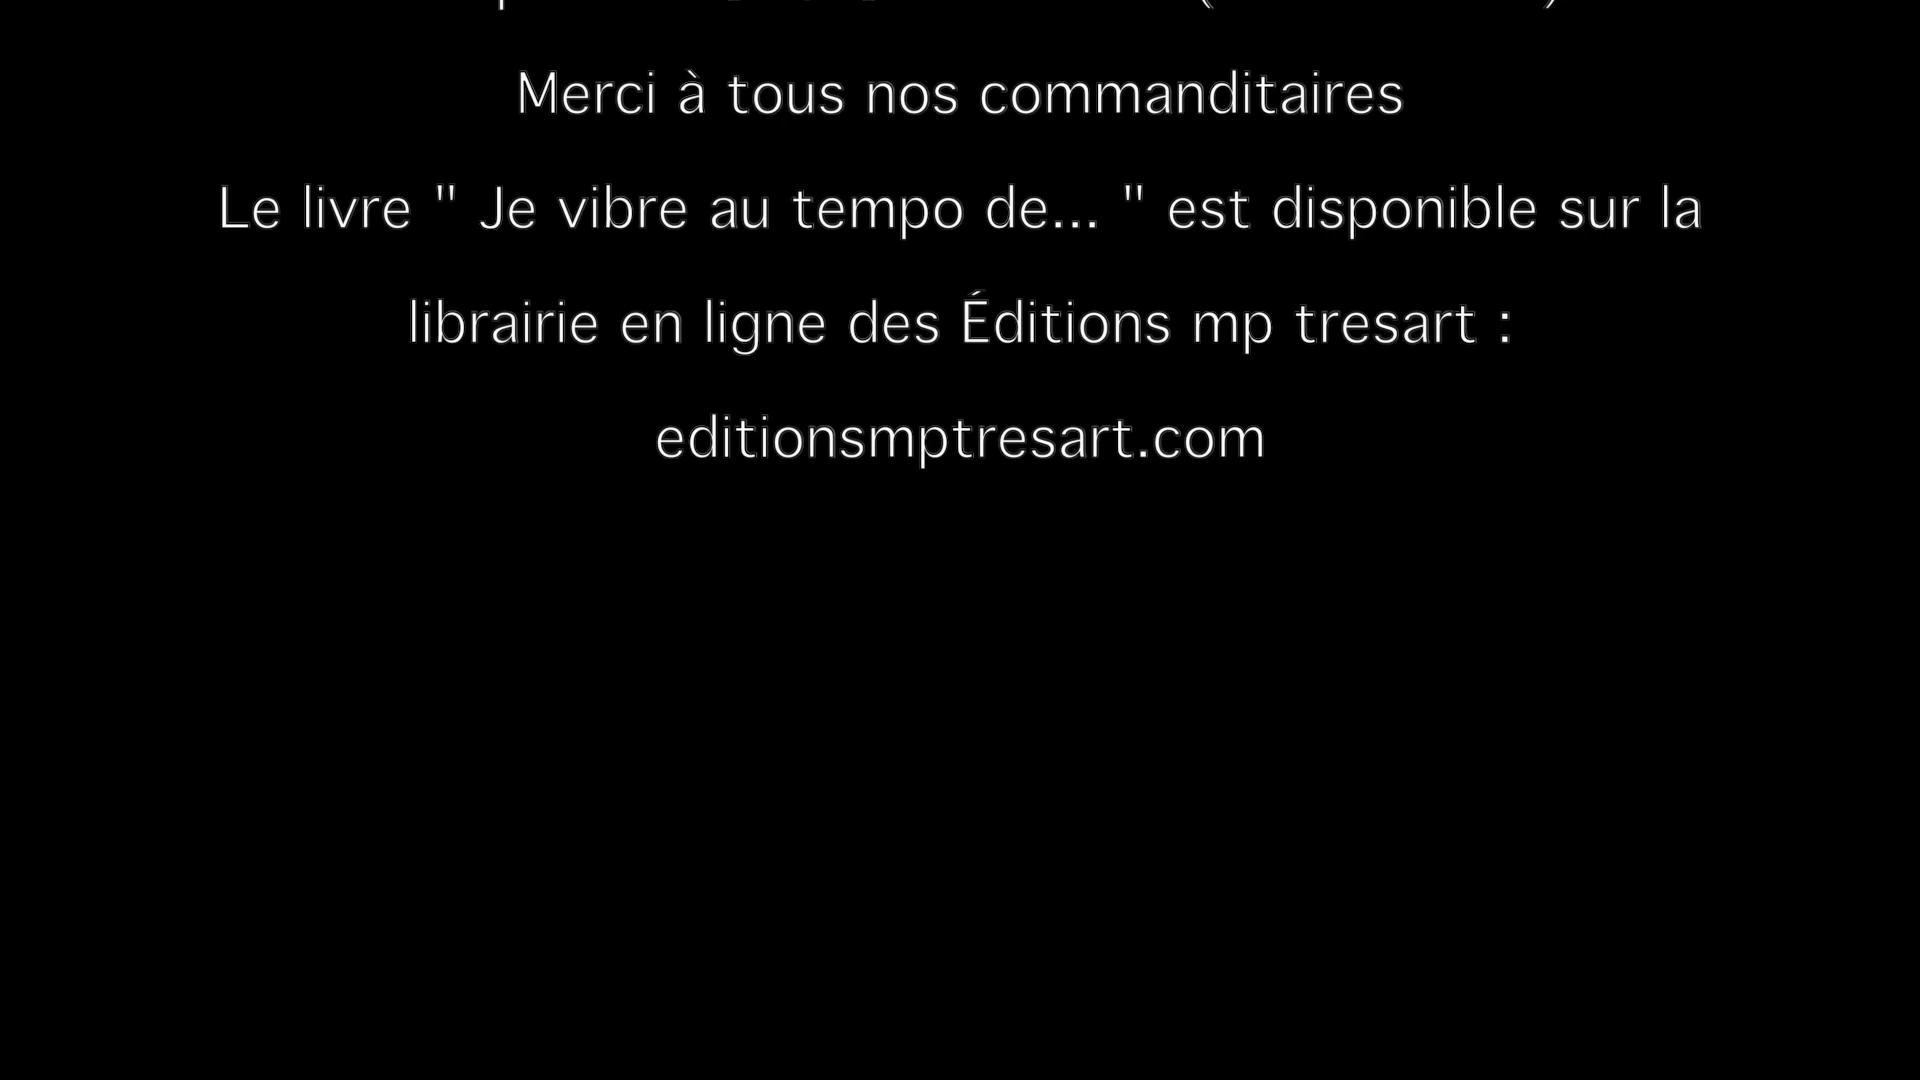 Merci à tous nos commanditaires
Le livre " Je vibre au tempo de... " est disponible sur la
librairie en ligne des Éditions mp tresart :
editionsmptresart.com